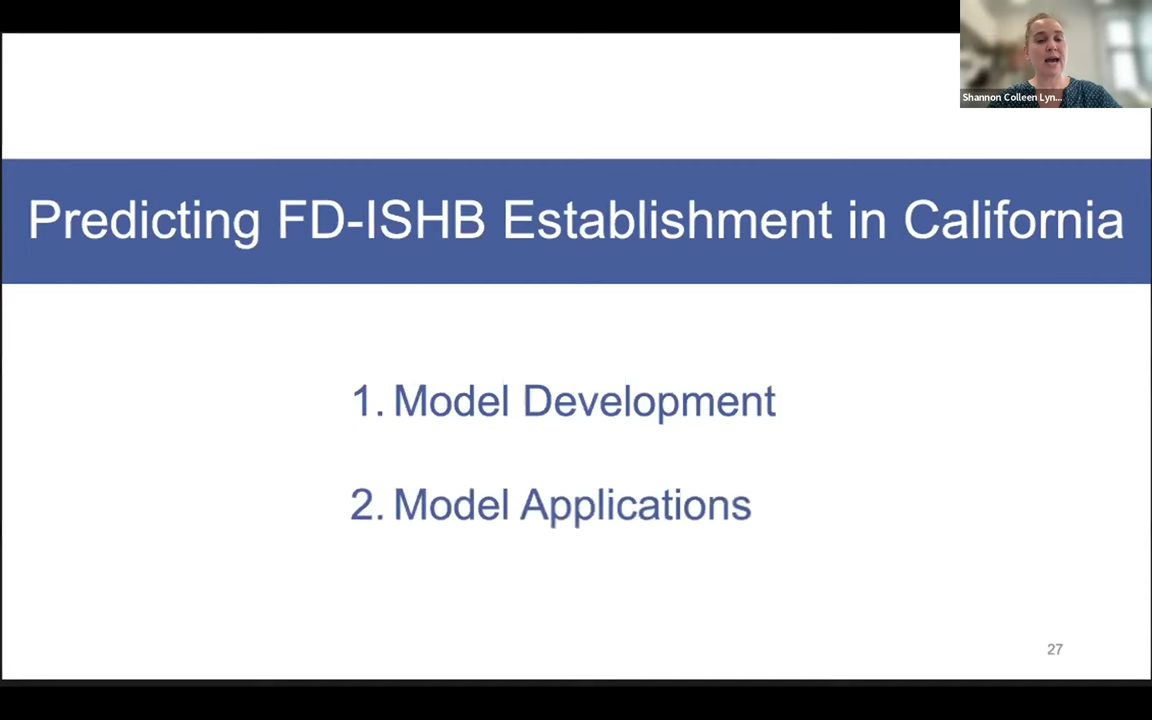 Shannon Colleen Lyn...
Predicting FD-ISHB Establishment in California
1. Model Development
2. Model Applications
27